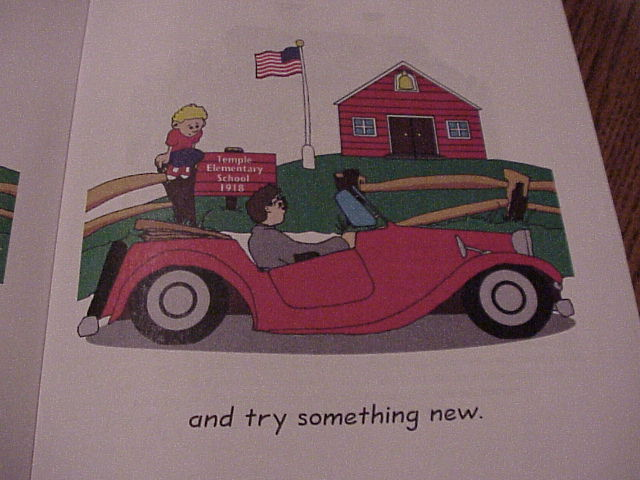 Temple
Elementary
School
1918
and try something new.